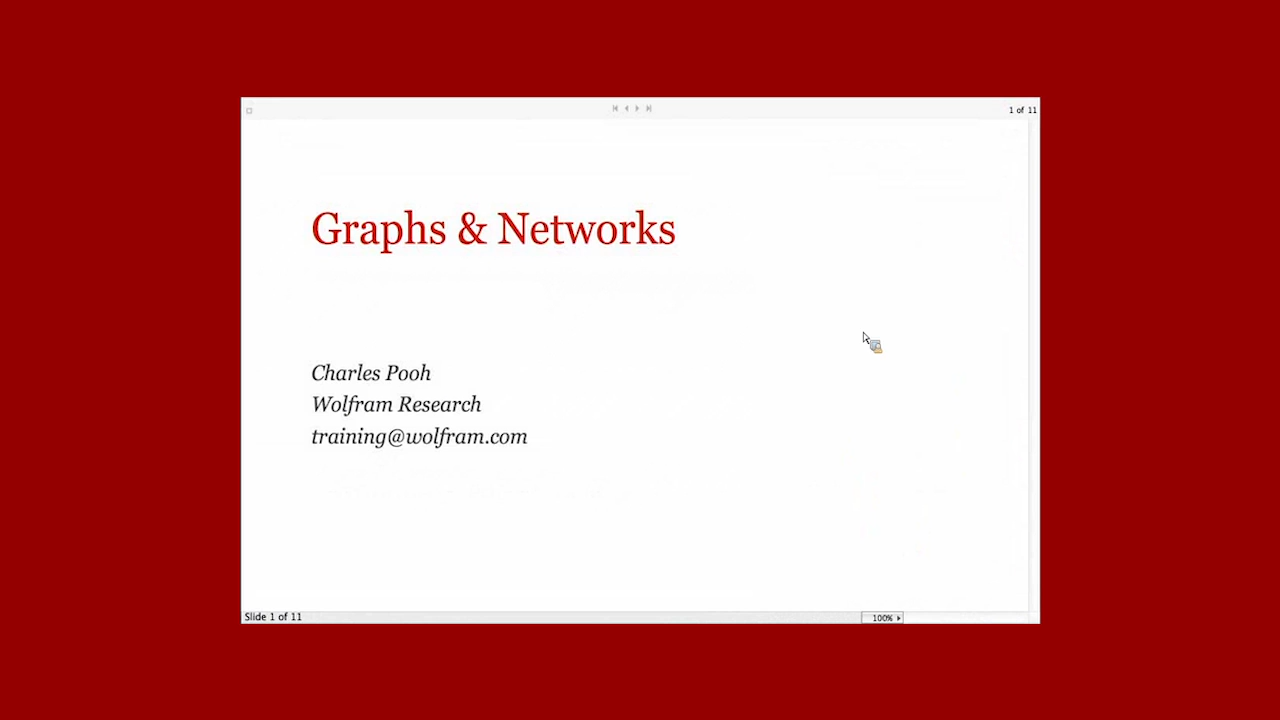 1 of 11
Graphs & Networks
Charles Pooh
Wolfram Research
training@wolfram.com
Slide 1 of 11
100%